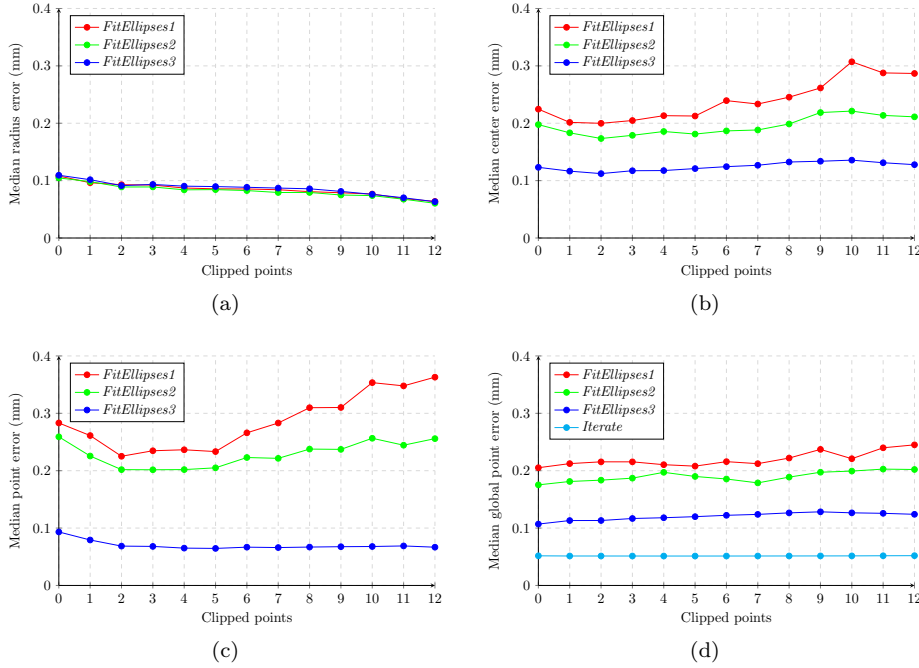 FitEllipses1
FitEllipses2
FitEllipses3
Median radius error (mm)
0.4
0.3
0.2
0.1
0
0 1 2 3 4 5 6 7 8 9 10 11 12
Clipped points
(a)
FitEllipses1
FitEllipses2
FitEllipses3
Median center error (mm)
0.4
0.3
0.2
0.1
0
0 1 2 3 4 5 6 7 8 9 10 11 12
Clipped points
(b)
FitEllipses1
FitEllipses2
FitEllipses3
Median point error (mm)
0.4
0.3
0.2
0.1
0
0 1 2 3 4 5 6 7 8 9 10 11 12
Clipped points
(c)
FitEllipses1
FitEllipses2
FitEllipses3
Iterate
Median global point error (mm)
0.4
0.3
0.2
0.1
0
0 1 2 3 4 5 6 7 8 9 10 11 12
Clipped points
(d)